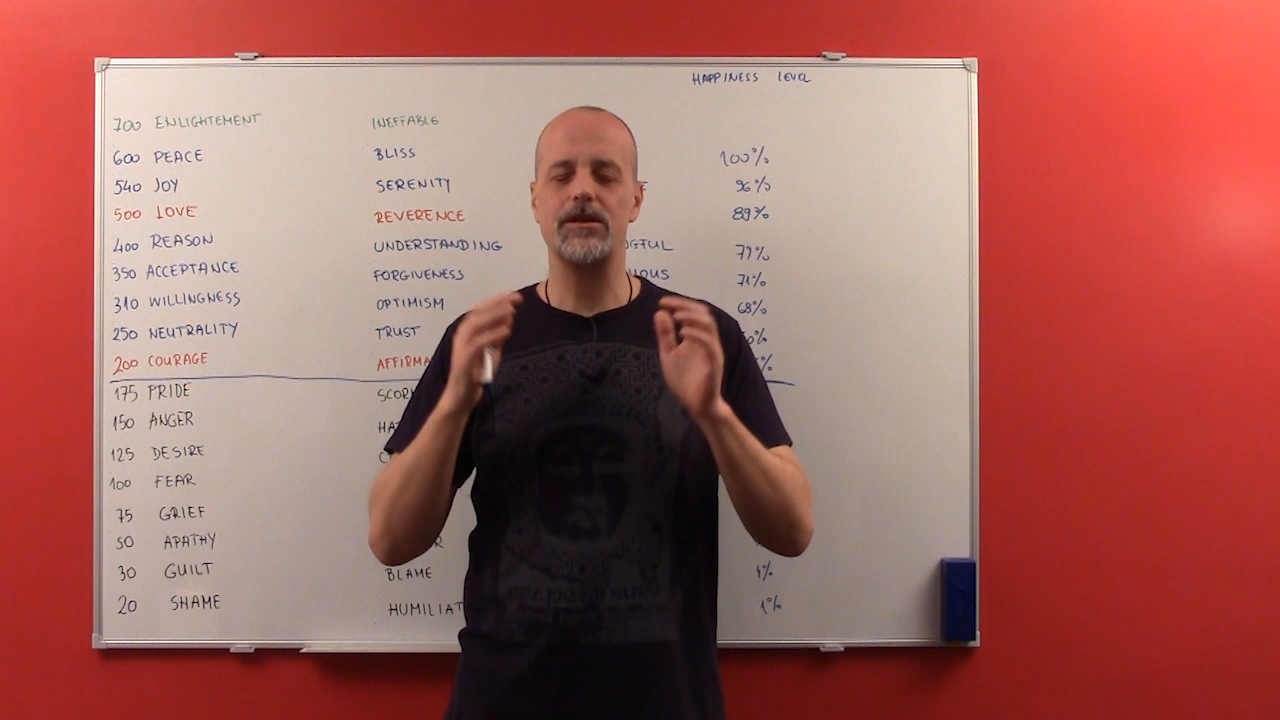 HAPPINESS LEVEL
700 ENLIGHTEMENT INEFFABLE
600 PEACE BLISS 100%
540 JOY SERENITY 96%
500 LOVE REVERENCE 89%
400 REASON UNDERSTANDING 79%
350 ACCEPTANCE FORGIVENESS 71%
310 WILLINGNESS OPTIMISM 68%
250 NEUTRALITY TRUST
200 COURAGE
175 PRIDE
150 ANGER
125 DESIRE
100 FEAR
75 GRIEF
50 APATHY
30 GUILT BLAME 4%
20 SHAME HUMILIAT 1%